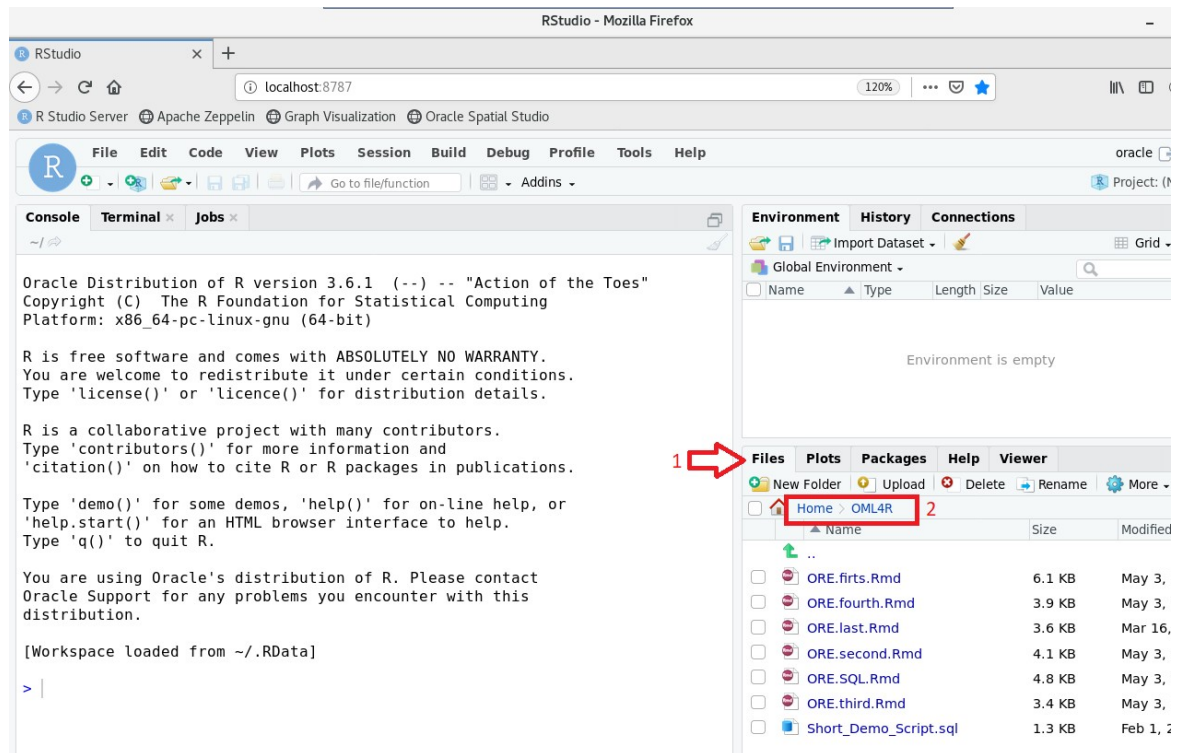 RStudio - Mozilla Firefox
RStudio
localhost:8787 120%
R Studio Server Apache Zeppelin Graph Visualization Oracle Spatial Studio
R File Edit Code View Plots Session Build Debug Profile Tools Help oracle
Go to file/function Addins Project:
Console Terminal Jobs
~/
Oracle Distribution of R version 3.6.1 (--) -- "Action of the Toes"
Copyright (C) The R Foundation for Statistical Computing
Platform: x86_64-pc-linux-gnu (64-bit)
R is free software and comes with ABSOLUTELY NO WARRANTY.
You are welcome to redistribute it under certain conditions.
Type 'license()' or 'licence()' for distribution details.
R is a collaborative project with many contributors.
Type 'contributors()' for more information and
'citation()' on how to cite R or R packages in publications.
Type 'demo()' for some demos, 'help()' for on-line help, or
'help.start()' for an HTML browser interface to help.
Type 'q()' to quit R.
You are using Oracle's distribution of R. Please contact
Oracle Support for any problems you encounter with this
distribution.
[Workspace loaded from ~/.RData]
>
Environment History Connections
Import Dataset Grid
Global Environment
Name Type Length Size Value
Environment is empty
1
Files Plots Packages Help Viewer
New Folder Upload Delete Rename More
Home > OML4R 2
Name Size Modified
..
ORE.firts.Rmd 6.1 KB May 3,
ORE.fourth.Rmd 3.9 KB May 3,
ORE.last.Rmd 3.6 KB Mar 16,
ORE.second.Rmd 4.1 KB May 3,
ORE.SQL.Rmd 4.8 KB May 3,
ORE.third.Rmd 3.4 KB May 3,
Short_Demo_Script.sql 1.3 KB Feb 1,